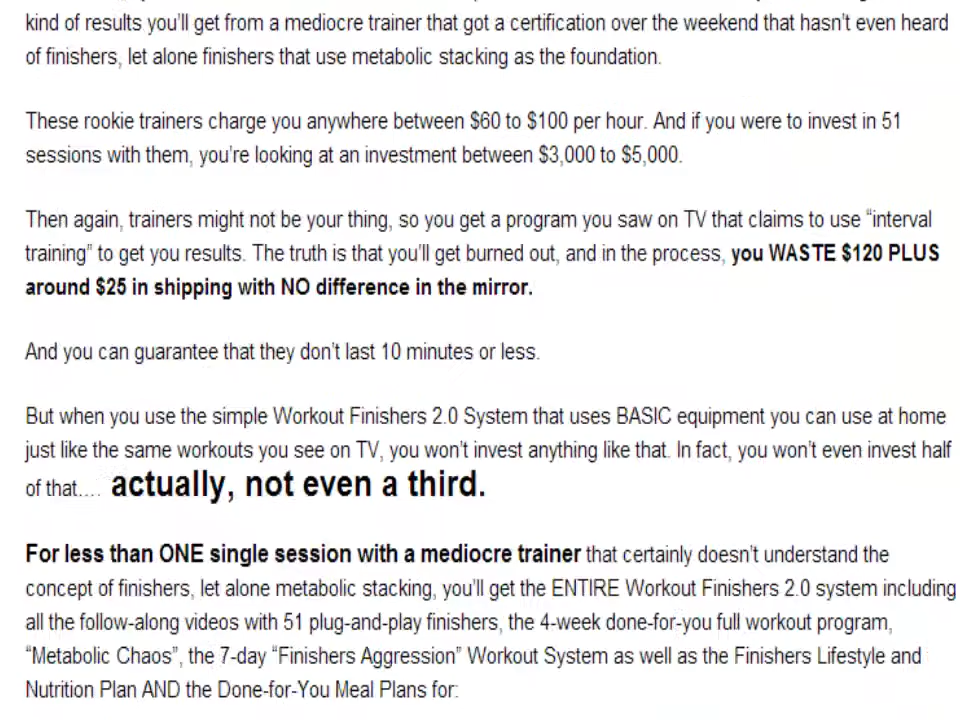 kind of results you'll get from a mediocre trainer that got a certification over the weekend that hasn't even heard
of finishers, let alone finishers that use metabolic stacking as the foundation.
These rookie trainers charge you anywhere between $60 to $100 per hour. And if you were to invest in 51
sessions with them, you're looking at an investment between $3,000 to $5,000.
Then again, trainers might not be your thing, so you get a program you saw on TV that claims to use “interval
training” to get you results. The truth is that you'll get burned out, and in the process, you WASTE $120 PLUS
around $25 in shipping with NO difference in the mirror.
And you can guarantee that they don't last 10 minutes or less.
But when you use the simple Workout Finishers 2.0 System that uses BASIC equipment you can use at home
just like the same workouts you see on TV, you won't invest anything like that. In fact, you won't even invest half
of that.... actually, not even a third.
For less than ONE single session with a mediocre trainer that certainly doesn't understand the
concept of finishers, let alone metabolic stacking, you'll get the ENTIRE Workout Finishers 2.0 system including
all the follow-along videos with 51 plug-and-play finishers, the 4-week done-for-you full workout program,
“Metabolic Chaos”, the 7-day “Finishers Aggression” Workout System as well as the Finishers Lifestyle and
Nutrition Plan AND the Done-for-You Meal Plans for: